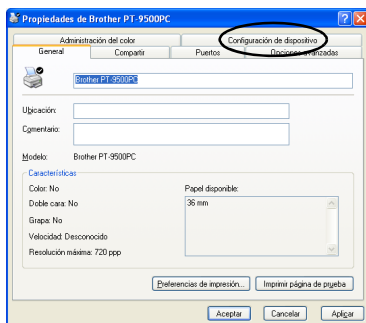 Propiedades de Brother PT-9500PC
Administración del color
Configuración de dispositivo
General
Compartir
Puertos
Opciones avanzadas
Brother PT-9500PC
Ubicación:
Comentario:
Modelo: Brother PT-9500PC
Características
Color: No
Papel disponible:
Doble cara: No
36 mm
Grapa: No
Velocidad: Desconocido
Resolución máxima: 720 ppp
Preferencias de impresión...
Imprimir página de prueba
Aceptar
Cancelar
Aplicar